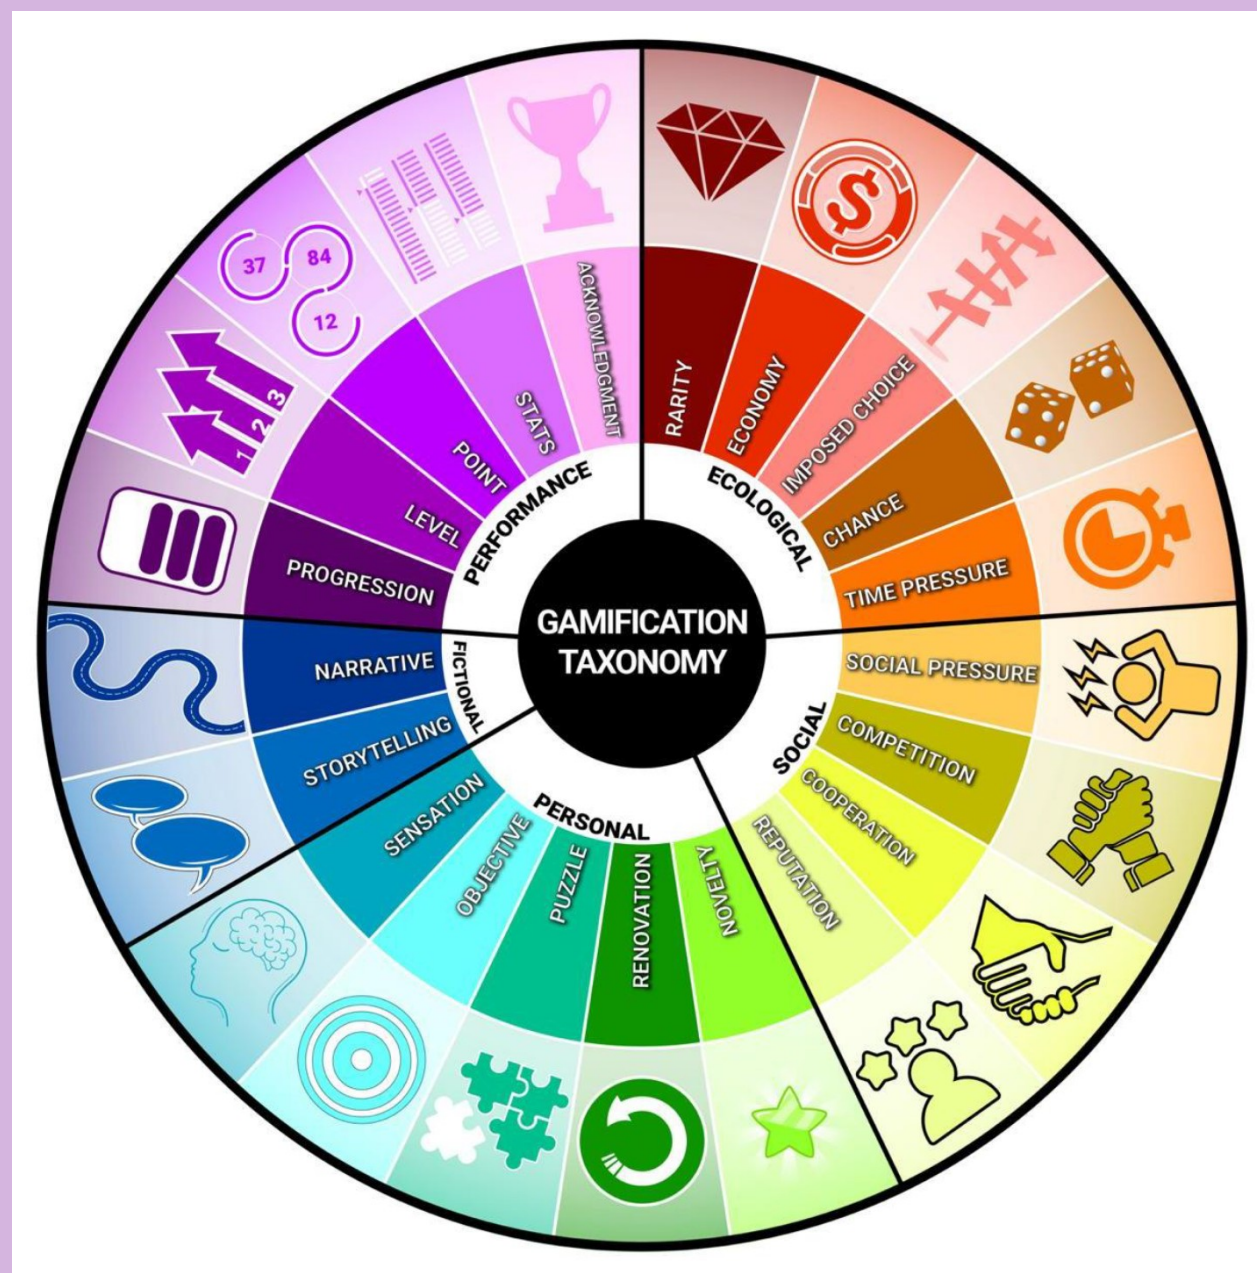 GAMIFICATION
TAXONOMY
ECOLOGICAL
RARITY
ECONOMY
IMPOSED CHOICE
CHANCE
TIME PRESSURE
SOCIAL
SOCIAL PRESSURE
COMPETITION
COOPERATION
REPUTATION
PERSONAL
NOVELTY
RENOVATION
PUZZLE
OBJECTIVE
SENSATION
FICTIONAL
STORYTELLING
NARRATIVE
PERFORMANCE
PROGRESSION
LEVEL
1 2 3
POINT
37
84
12
STATS
ACKNOWLEDGMENT
$